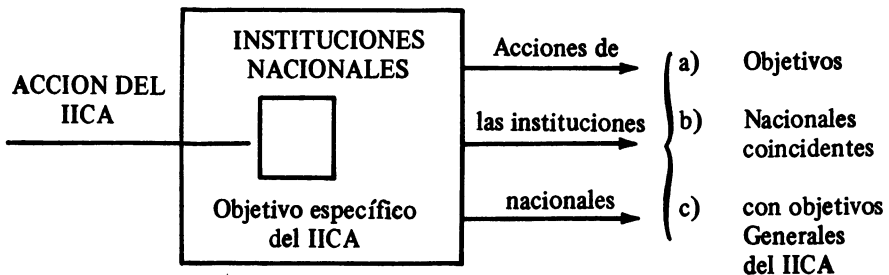 ACCION DEL
IICA
INSTITUCIONES
NACIONALES
Objetivo específico
del IICA
Acciones de
las instituciones
nacionales
a) Objetivos
b) Nacionales
coincidentes
c) con objetivos
Generales
del IICA